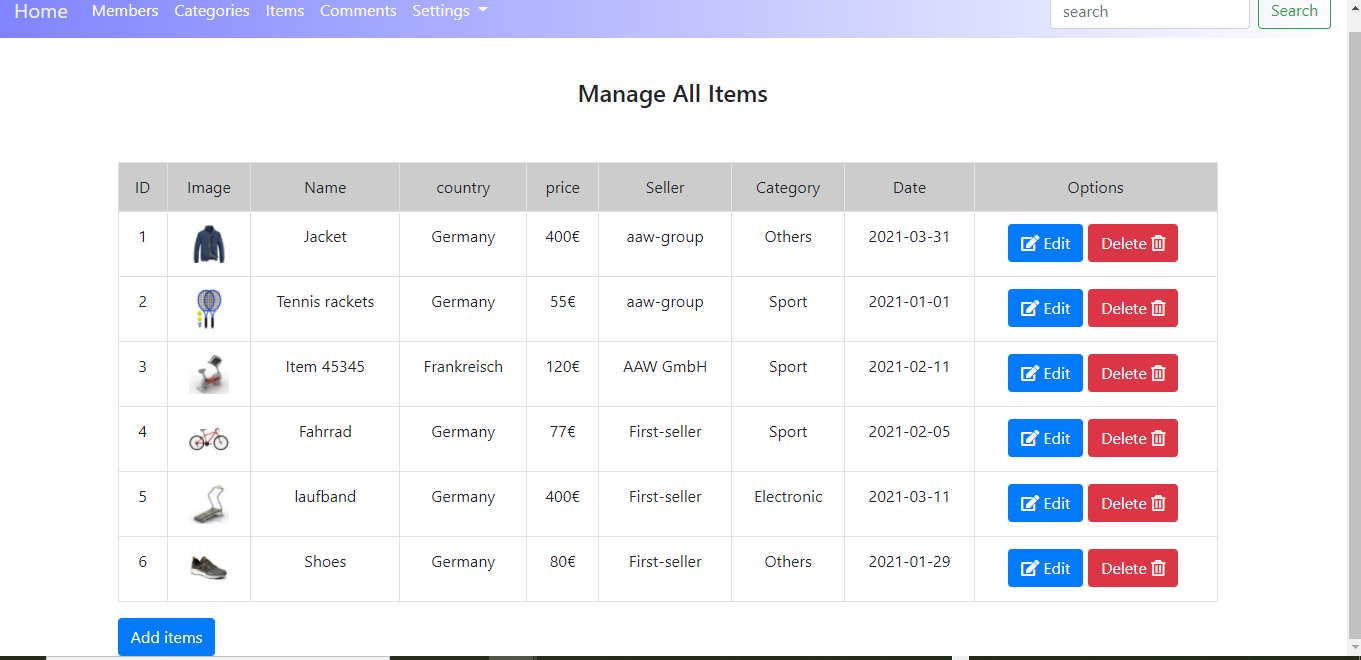 Home Members Categories Items Comments Settings search Search
Manage All Items
ID Image Name country price Seller Category Date Options
1 Jacket Germany 400€ aaw-group Others 2021-03-31 Edit Delete
2 Tennis rackets Germany 55€ aaw-group Sport 2021-01-01 Edit Delete
3 Item 45345 Frankreisch 120€ AAW GmbH Sport 2021-02-11 Edit Delete
4 Fahrrad Germany 77€ First-seller Sport 2021-02-05 Edit Delete
5 laufband Germany 400€ First-seller Electronic 2021-03-11 Edit Delete
6 Shoes Germany 80€ First-seller Others 2021-01-29 Edit Delete
Add items